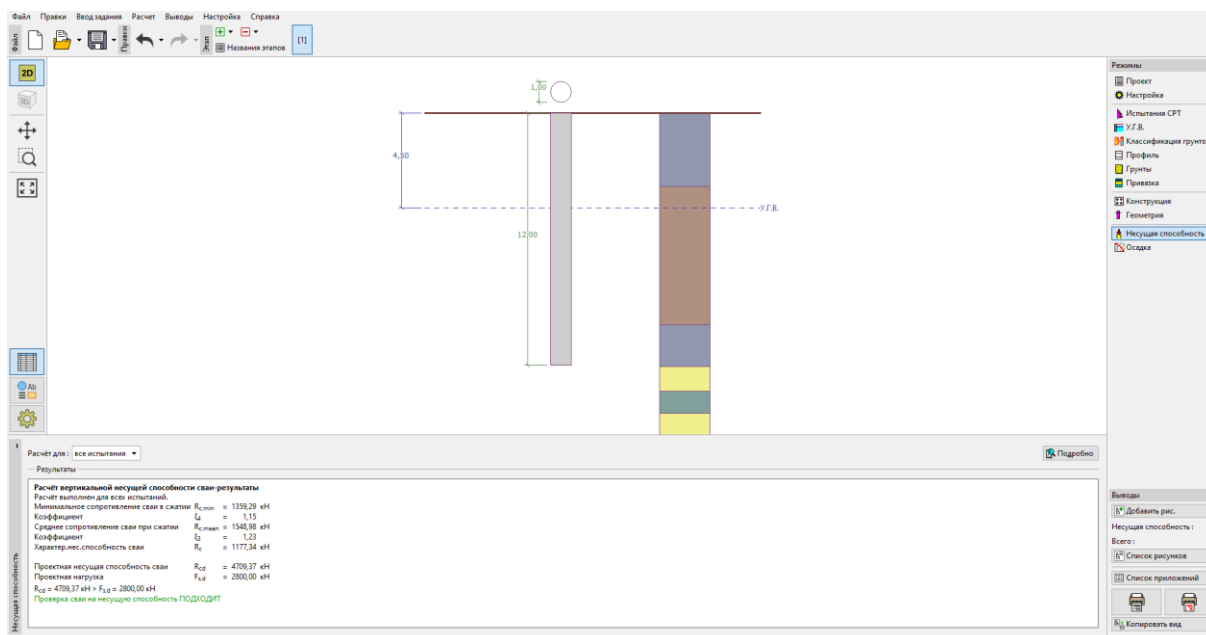 Файл Правки Ввод задания Расчет Выводы Настройка Справка
Файл
Правки
Этап
Названия этапов
[1]
2D
3D
Режимы
Проект
Настройка
Испытания СРТ
У.Г.В.
Классификация грунто
Профиль
Грунты
Привязка
Конструкция
Геометрия
Несущая способность
Осадка
1,00
4,50
У.Г.В.
12,00
Ab
Несущая способность
Расчёт для : все испытания
Подробно
Результаты
Расчёт вертикальной несущей способности сваи-результаты
Расчёт выполнен для всех испытаний.
Минимальное сопротивление сваи в сжатии Rc,min = 1359,29 кН
Коэффициент ξ4 = 1,15
Среднее сопротивление сваи при сжатии Rc,mean = 1548,98 кН
Коэффициент ξ3 = 1,23
Характер.нес.способность сваи Rc = 1177,34 кН
Проектная несущая способность сваи Rcd = 4709,37 кН
Проектная нагрузка Fs,d = 2800,00 кН
Rcd = 4709,37 кН > Fs,d = 2800,00 кН
Проверка сваи на несущую способность ПОДХОДИТ
Выводы
Добавить рис.
Несущая способность :
Всего :
Список рисунков
Список приложений
Копировать вид